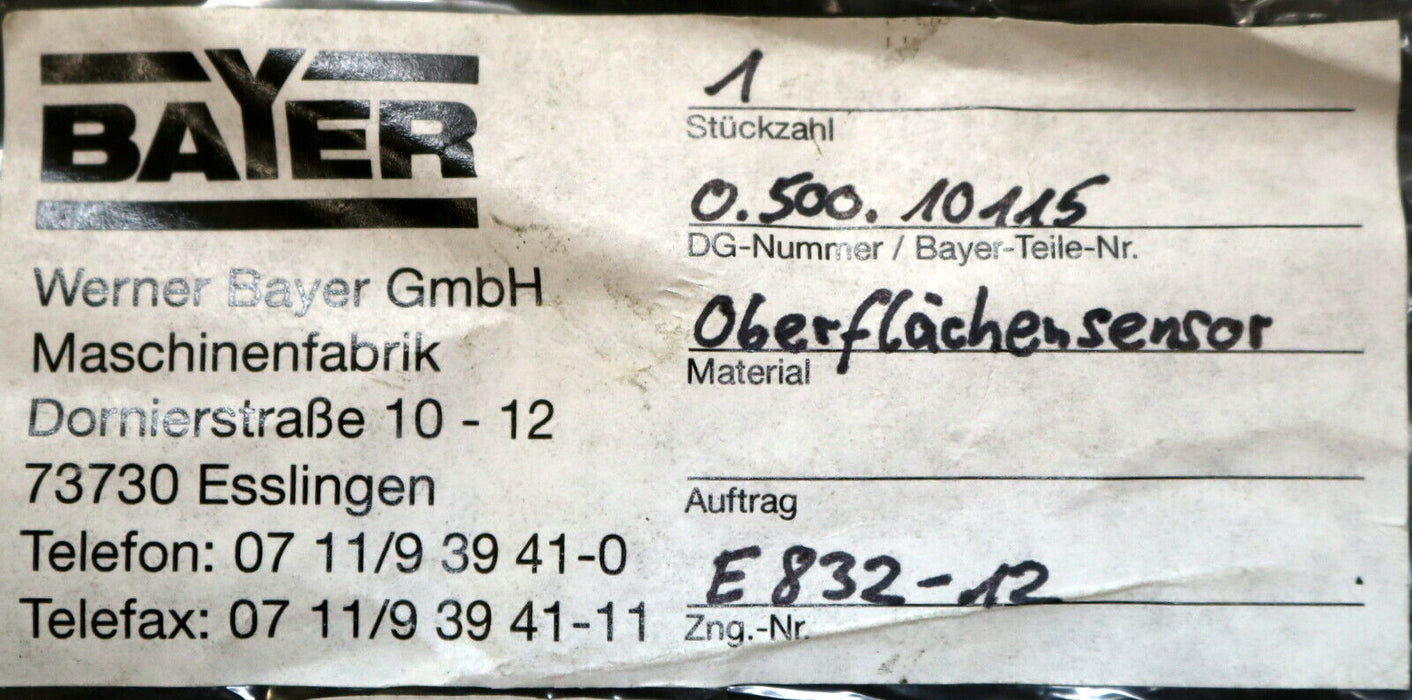 BAYER
Werner Bayer GmbH
Maschinenfabrik
Dornierstraße 10 - 12
73730 Esslingen
Telefon: 07 11/9 39 41-0
Telefax: 07 11/9 39 41-11
1
Stückzahl
0.500.10115
DG-Nummer / Bayer-Teile-Nr.
Oberflächensensor
Material
Auftrag
E832-12
Zng.-Nr.